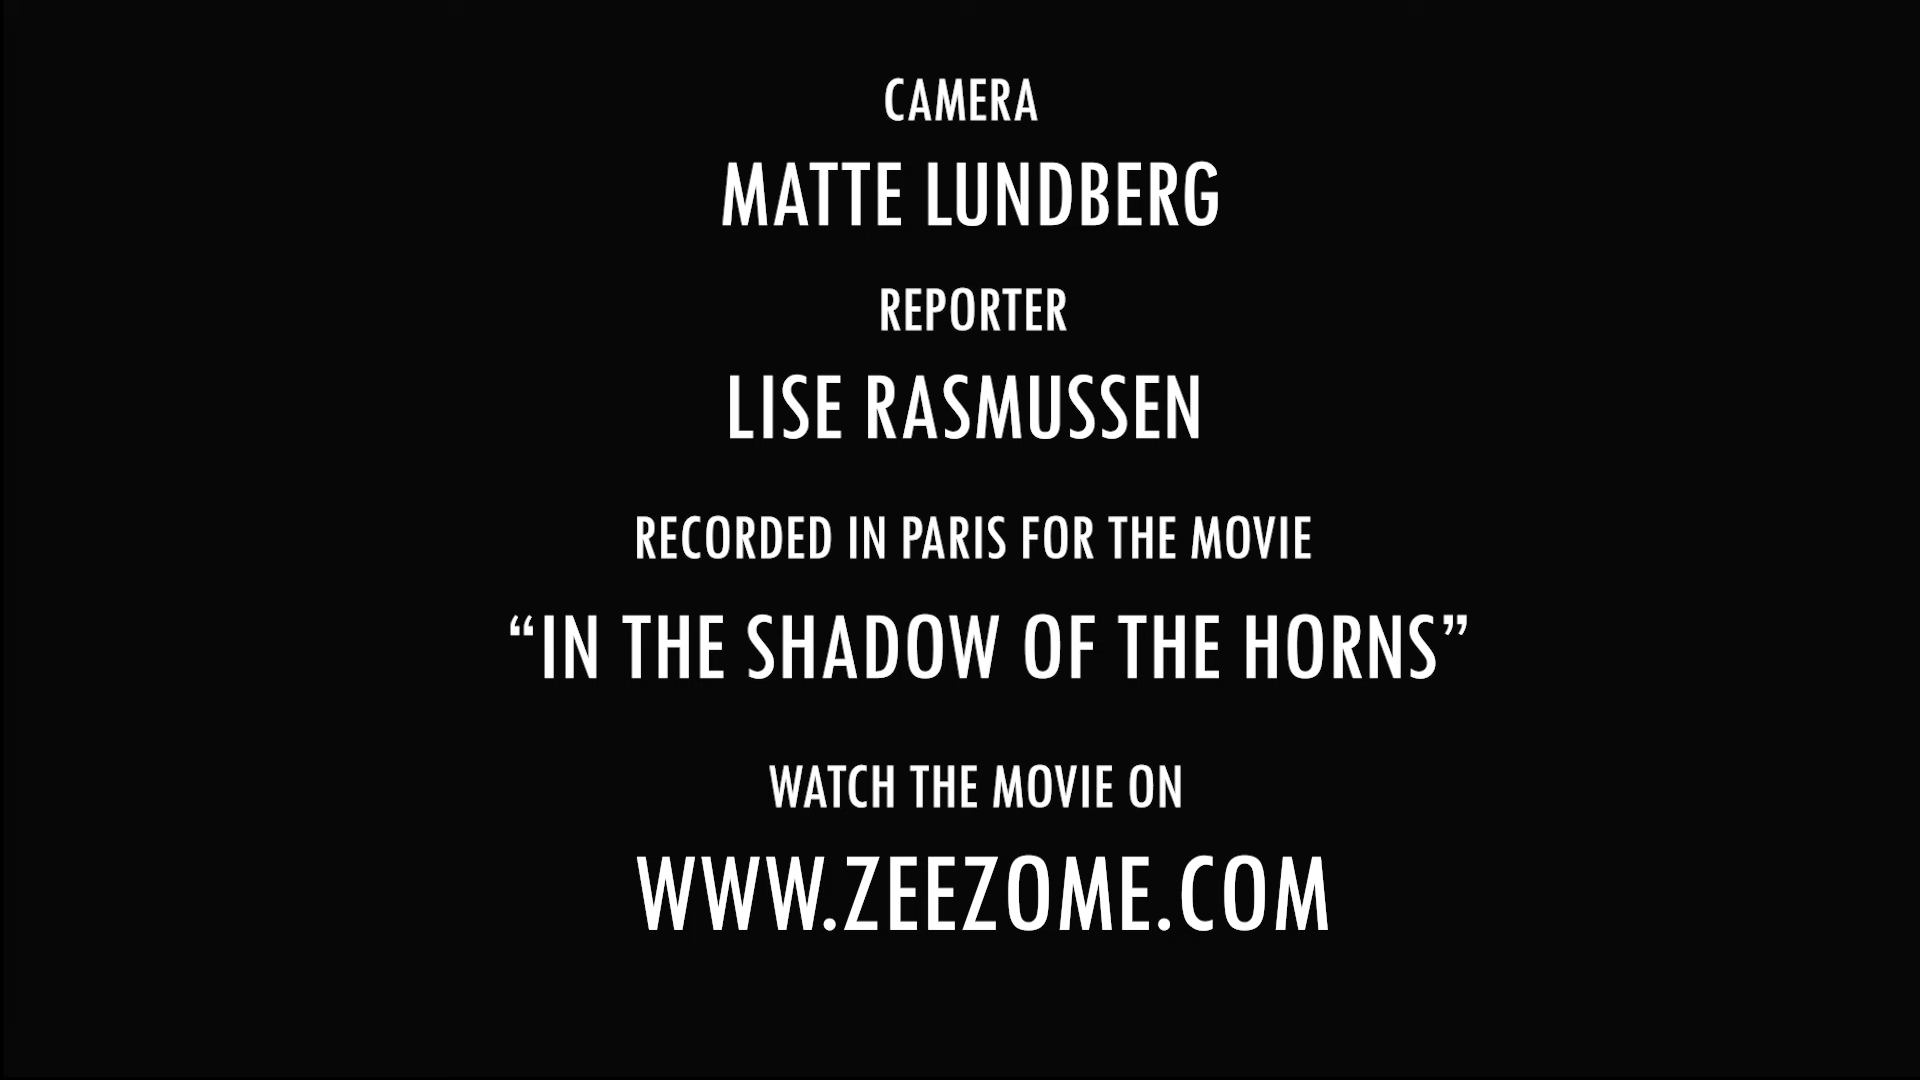 CAMERA
MATTE LUNDBERG
REPORTER
LISE RASMUSSEN
RECORDED IN PARIS FOR THE MOVIE
“IN THE SHADOW OF THE HORNS”
WATCH THE MOVIE ON
WWW.ZEEZOME.COM